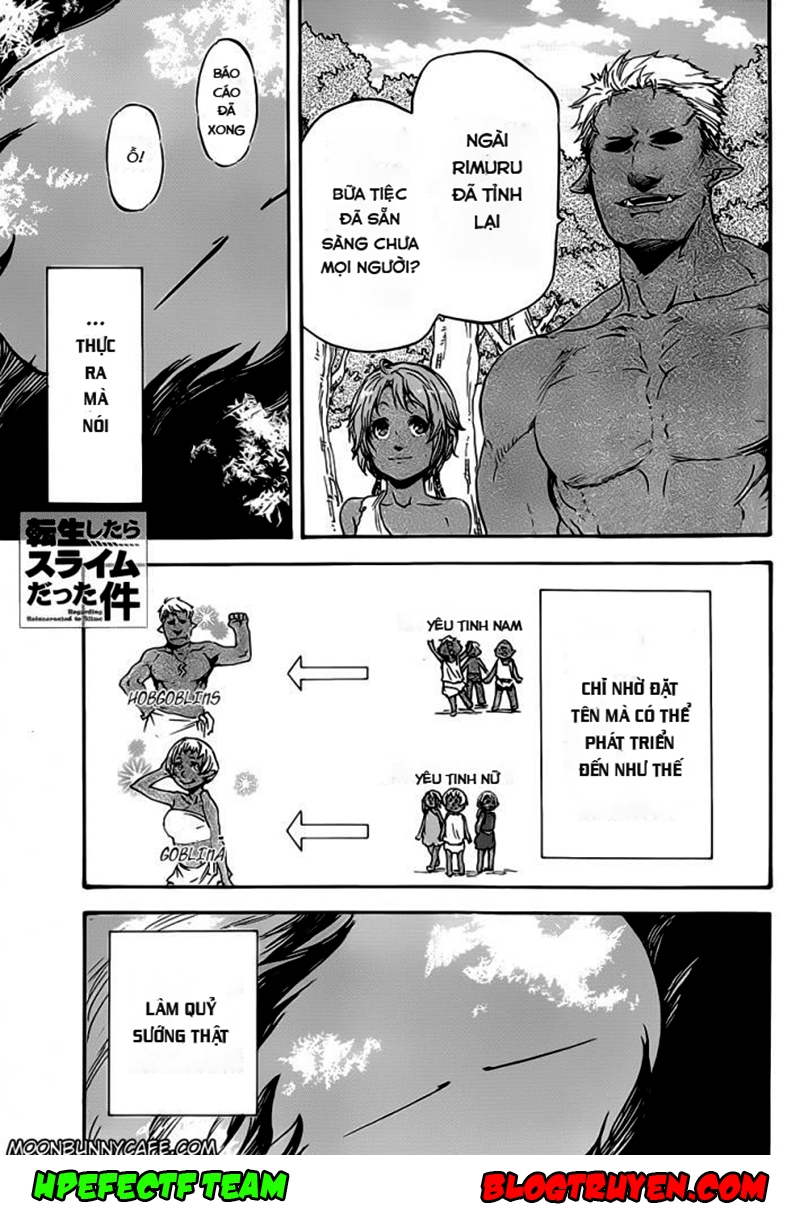 NGÀI
RIMURU
ĐÃ TỈNH
LẠI
BỮA TIỆC
ĐÃ SẴN
SÀNG CHƯA
MỌI NGƯỜI?
BÁO
CÁO ĐÃ
XONG
Ồ!
...
THỰC
RA MÀ
NÓI
転生したら
スライム
だった件
Regarding
Reincarnated to Slime
CHỈ NHỜ ĐẶT
TÊN MÀ CÓ THỂ
PHÁT TRIỂN
ĐẾN NHƯ THẾ
YÊU TINH NAM
HOBGOBLINS
YÊU TINH NỮ
GOBLINA
LÀM QUỶ
SƯỚNG THẬT
MOONBUNNYCAFE.COM
HPEFECTF TEAM
BLOGTRUYEN.COM